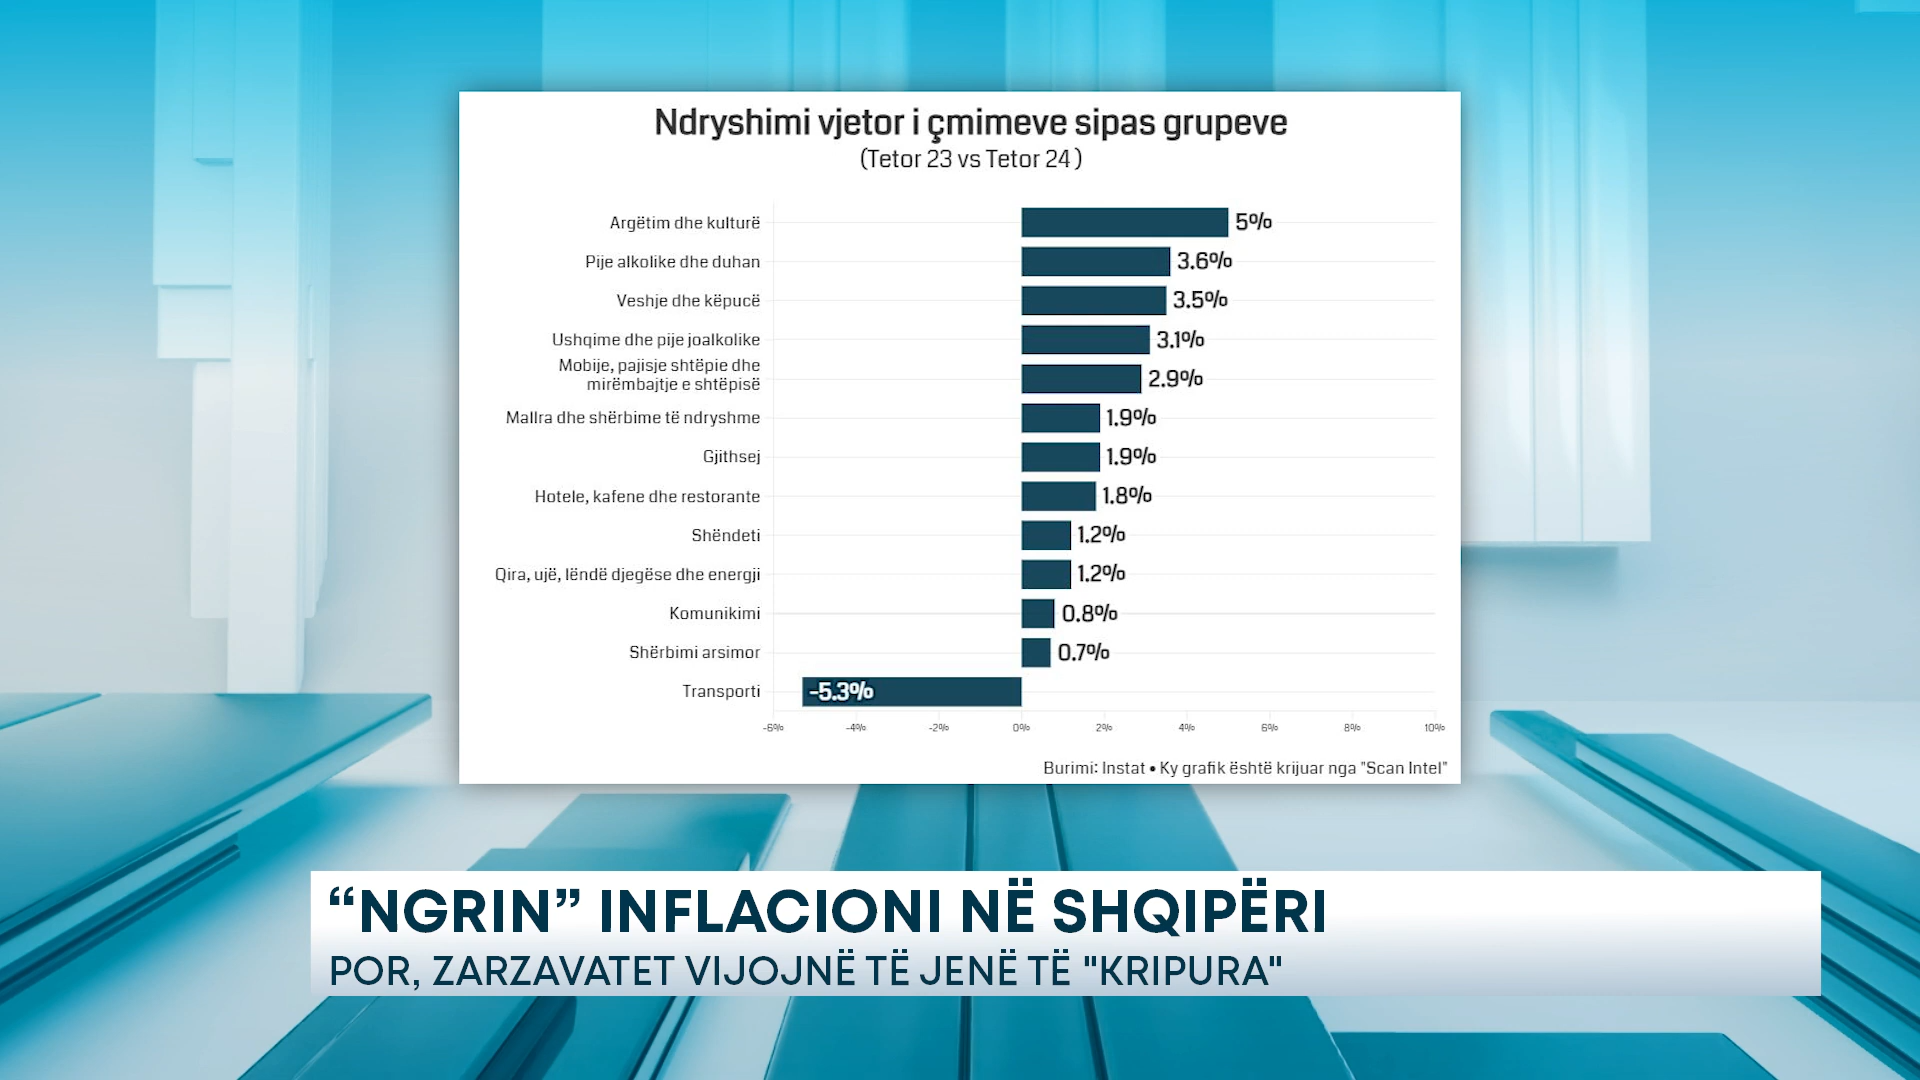 Ndryshimi vjetor i çmimeve sipas grupeve
(Tetor 23 vs Tetor 24 )
Argëtim dhe kulturë 5%
Pije alkolike dhe duhan 3.6%
Veshje dhe këpucë 3.5%
Ushqime dhe pije joalkolike 3.1%
Mobije, pajisje shtëpie dhe
mirëmbajtje e shtëpisë 2.9%
Mallra dhe shërbime të ndryshme 1.9%
Gjithsej 1.9%
Hotele, kafene dhe restorante 1.8%
Shëndeti 1.2%
Qira, ujë, lëndë djegëse dhe energji 1.2%
Komunikimi 0.8%
Shërbimi arsimor 0.7%
Transporti -5.3%
-6% -4% -2% 0% 2% 4% 6% 8% 10%
Burimi: Instat • Ky grafik është krijuar nga "Scan Intel"
“NGRIN” INFLACIONI NË SHQIPËRI
POR, ZARZAVATET VIJOJNË TË JENË TË "KRIPURA"